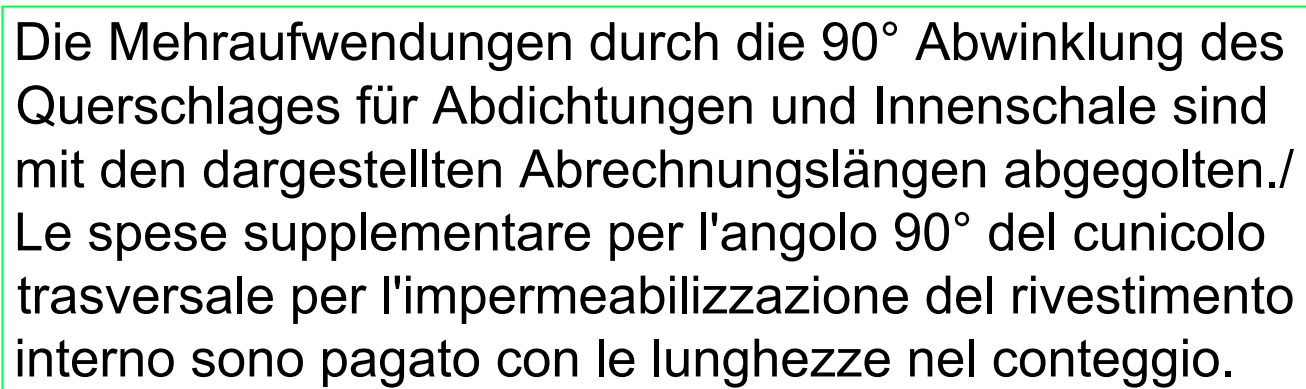 Die Mehraufwendungen durch die 90° Abwinklung des
Querschlages für Abdichtungen und Innenschale sind
mit den dargestellten Abrechnungslängen abgegolten./
Le spese supplementare per l'angolo 90° del cunicolo
trasversale per l'impermeabilizzazione del rivestimento
interno sono pagato con le lunghezze nel conteggio.